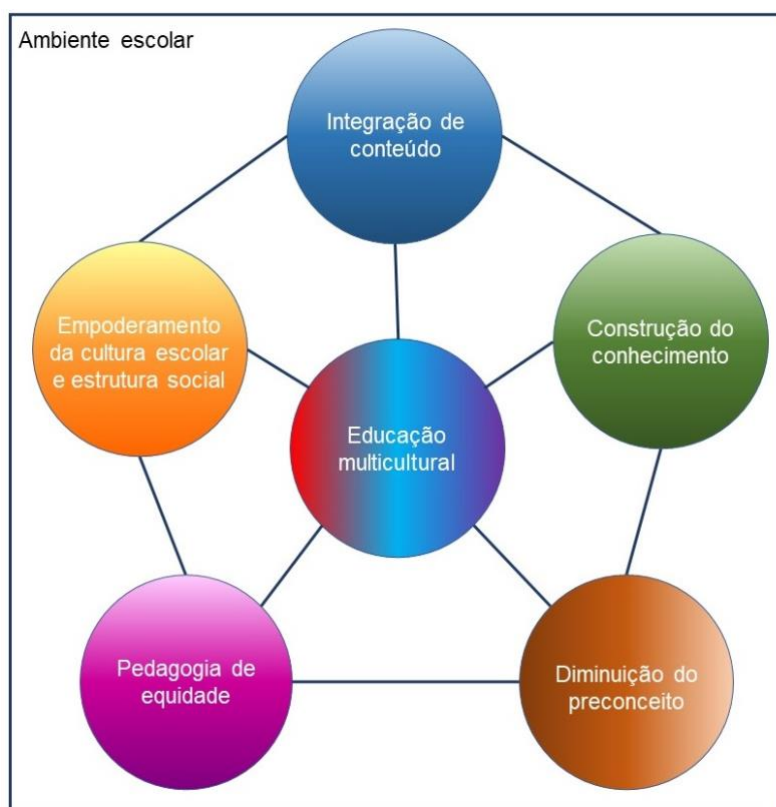 Ambiente escolar
Integração de
conteúdo
Empoderamento
da cultura escolar
e estrutura social
Construção do
conhecimento
Educação
multicultural
Pedagogia de
equidade
Diminuição do
preconceito